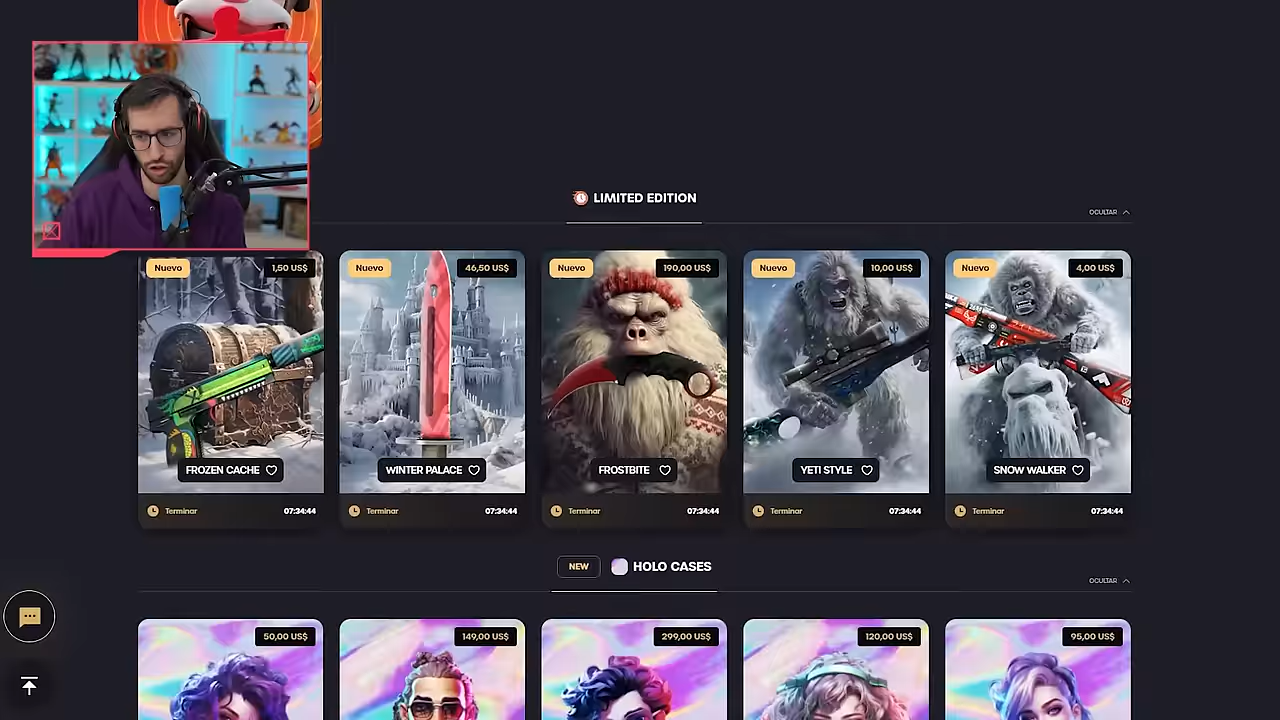 LIMITED EDITION
OCULTAR
Nuevo
1,50 US$
Nuevo
46,50 US$
Nuevo
190,00 US$
Nuevo
10,00 US$
Nuevo
4,00 US$
FROZEN CACHE
WINTER PALACE
FROSTBITE
YETI STYLE
SNOW WALKER
Terminar
07:34:44
Terminar
07:34:44
Terminar
07:34:44
Terminar
07:34:44
Terminar
07:34:44
NEW
HOLO CASES
OCULTAR
50,00 US$
149,00 US$
299,00 US$
120,00 US$
95,00 US$